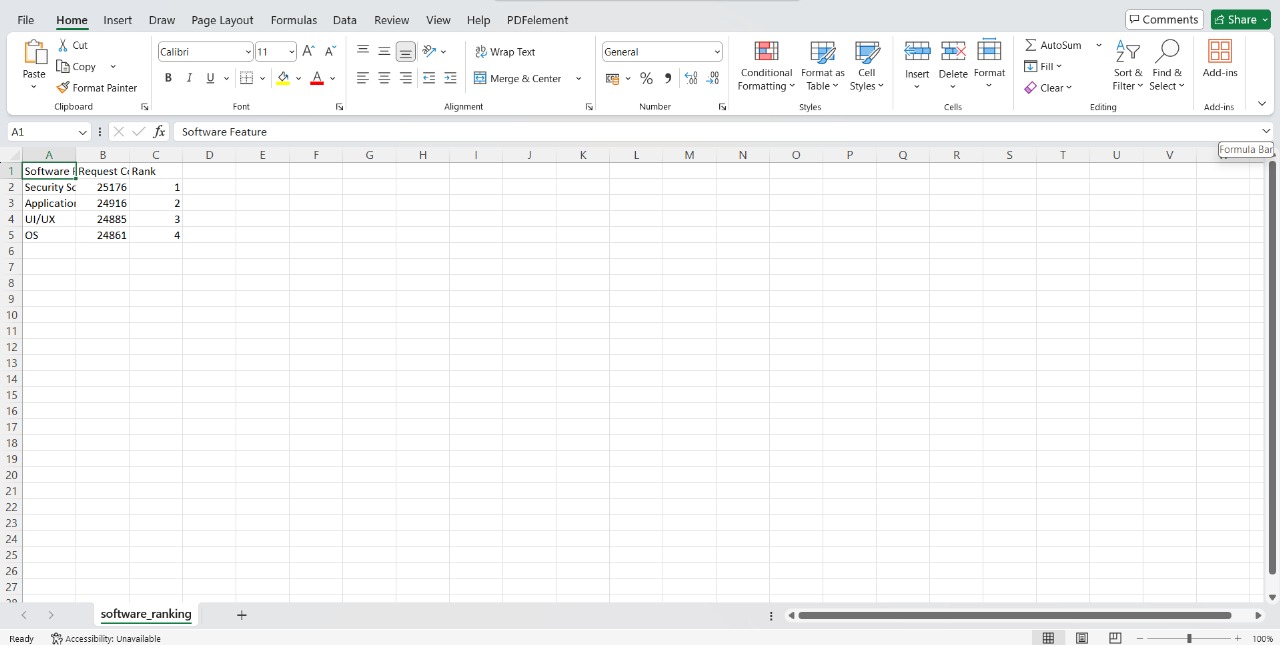 File Home Insert Draw Page Layout Formulas Data Review View Help PDFelement Comments Share
Paste
Cut
Copy
Format Painter
Clipboard
Calibri 11
B I U
Font
Wrap Text
Merge & Center
Alignment
General
Number
Conditional Formatting
Format as Table
Cell Styles
Styles
Insert Delete Format
Cells
AutoSum
Fill
Clear
Sort & Filter
Find & Select
Editing
Add-ins
Add-ins
A1 fx Software Feature
Formula Bar
A B C D E F G H I J K L M N O P Q R S T U V
1 Software F Request Co Rank
2 Security So 25176 1
3 Application 24916 2
4 UI/UX 24885 3
5 OS 24861 4
6
7
8
9
10
11
12
13
14
15
16
17
18
19
20
21
22
23
24
25
26
27
software_ranking
Ready Accessibility: Unavailable 100%